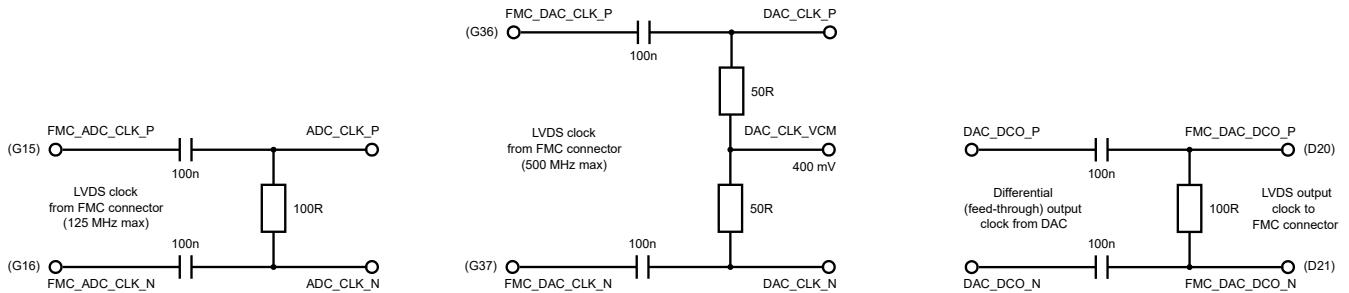 FMC_ADC_CLK_P
ADC_CLK_P
(G15)
100n
LVDS clock
from FMC connector
(125 MHz max)
100R
100n
(G16)
FMC_ADC_CLK_N
ADC_CLK_N
FMC_DAC_CLK_P
DAC_CLK_P
(G36)
100n
50R
LVDS clock
from FMC connector
(500 MHz max)
DAC_CLK_VCM
400 mV
50R
100n
(G37)
FMC_DAC_CLK_N
DAC_CLK_N
DAC_DCO_P
FMC_DAC_DCO_P
(D20)
100n
Differential
(feed-through) output
clock from DAC
100R
LVDS output
clock to
FMC connector
100n
(D21)
DAC_DCO_N
FMC_DAC_DCO_N